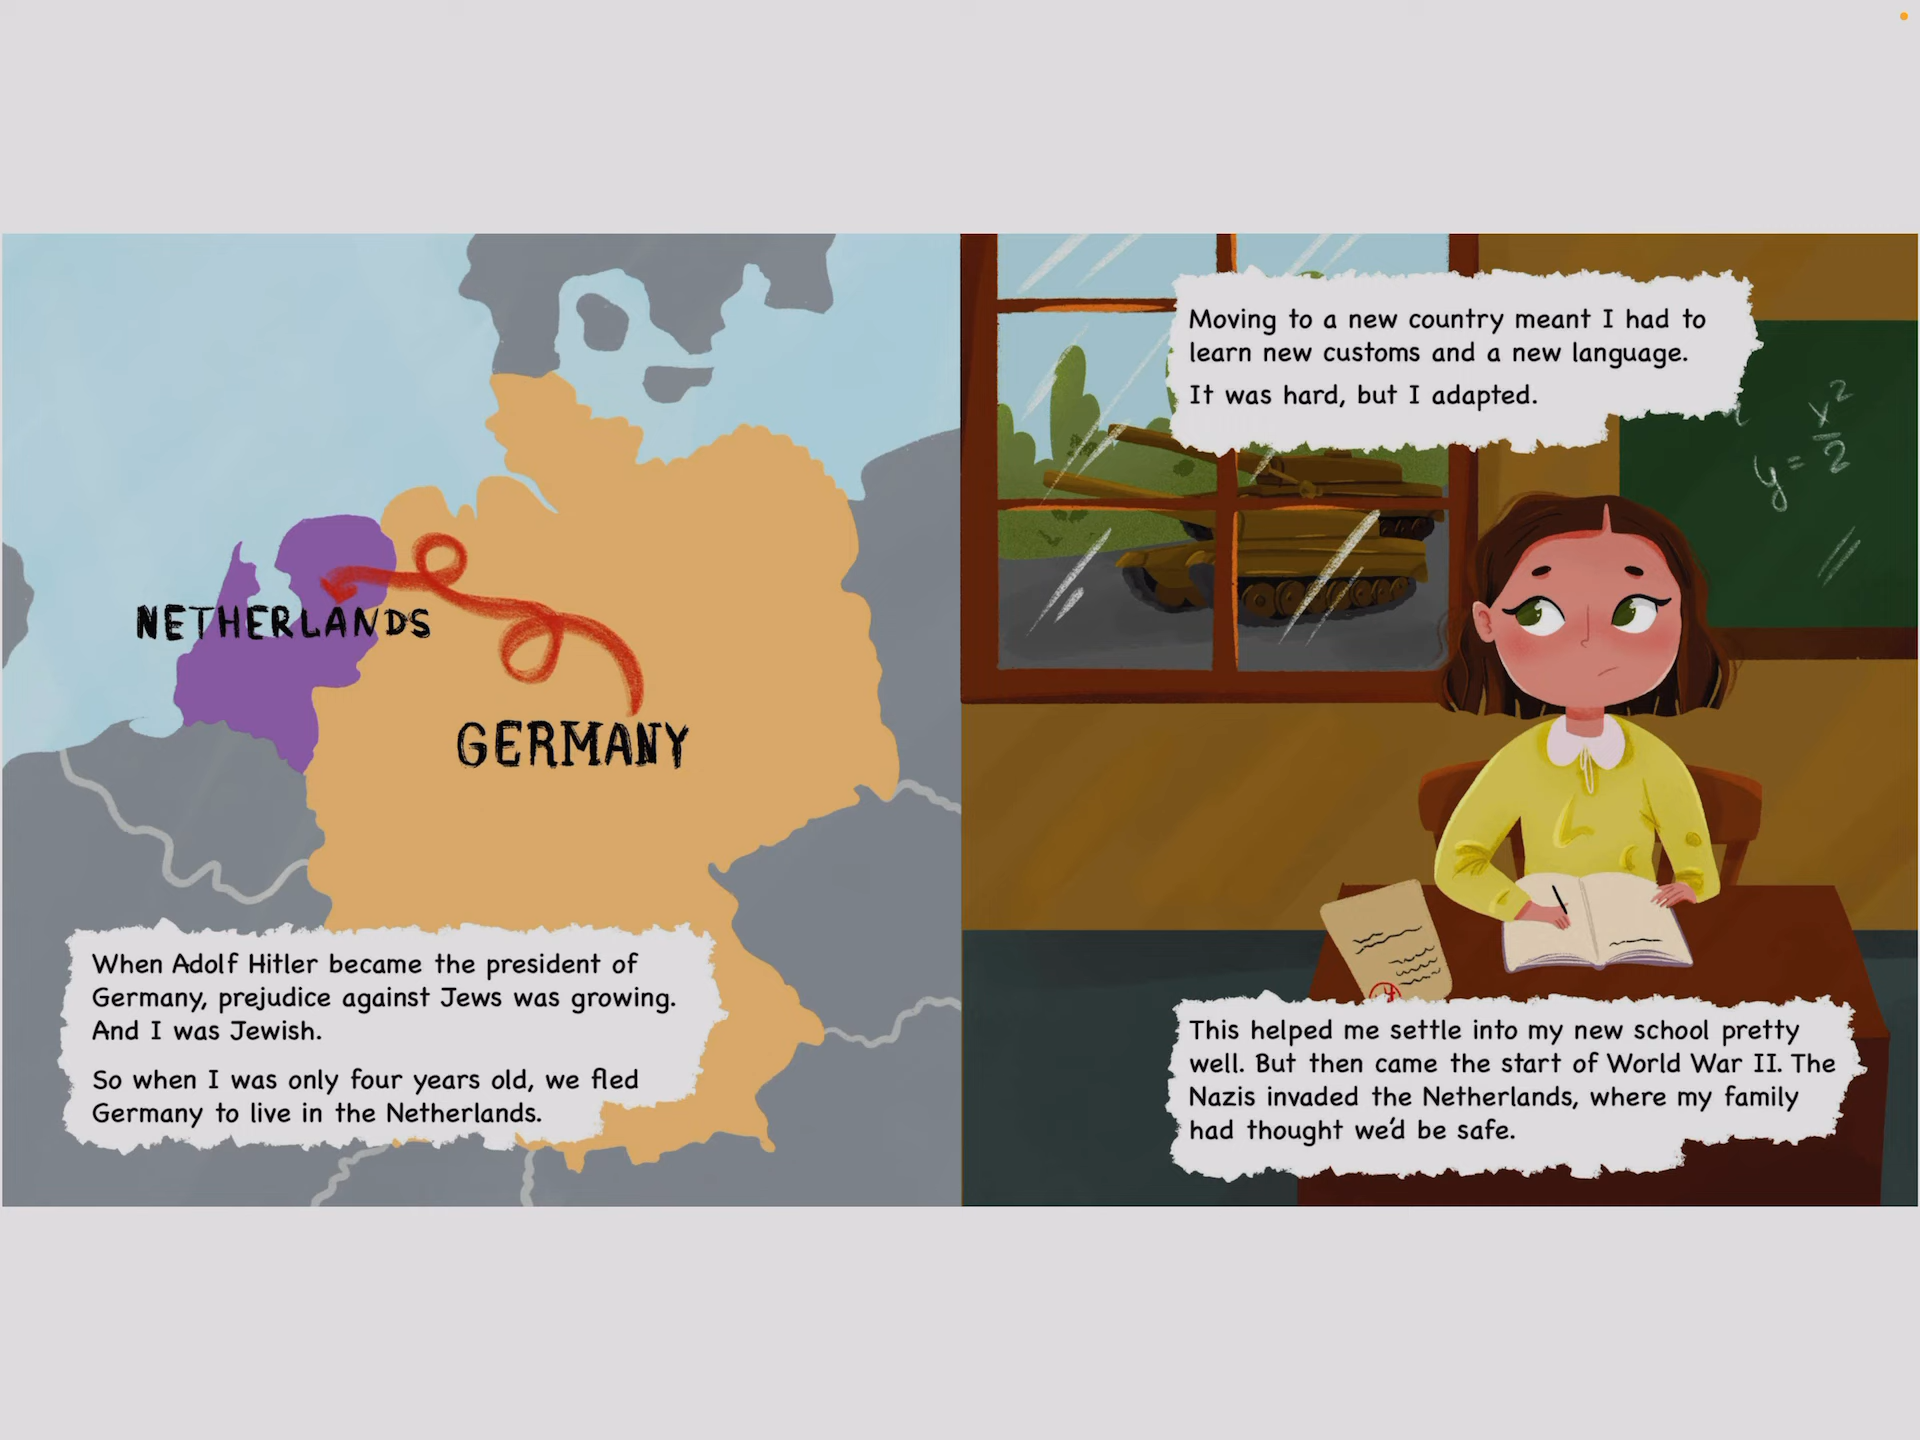 NETHERLANDS
GERMANY
When Adolf Hitler became the president of
Germany, prejudice against Jews was growing.
And I was Jewish.
So when I was only four years old, we fled
Germany to live in the Netherlands.
Moving to a new country meant I had to
learn new customs and a new language.
It was hard, but I adapted.
y = x²/2
This helped me settle into my new school pretty
well. But then came the start of World War II. The
Nazis invaded the Netherlands, where my family
had thought we'd be safe.